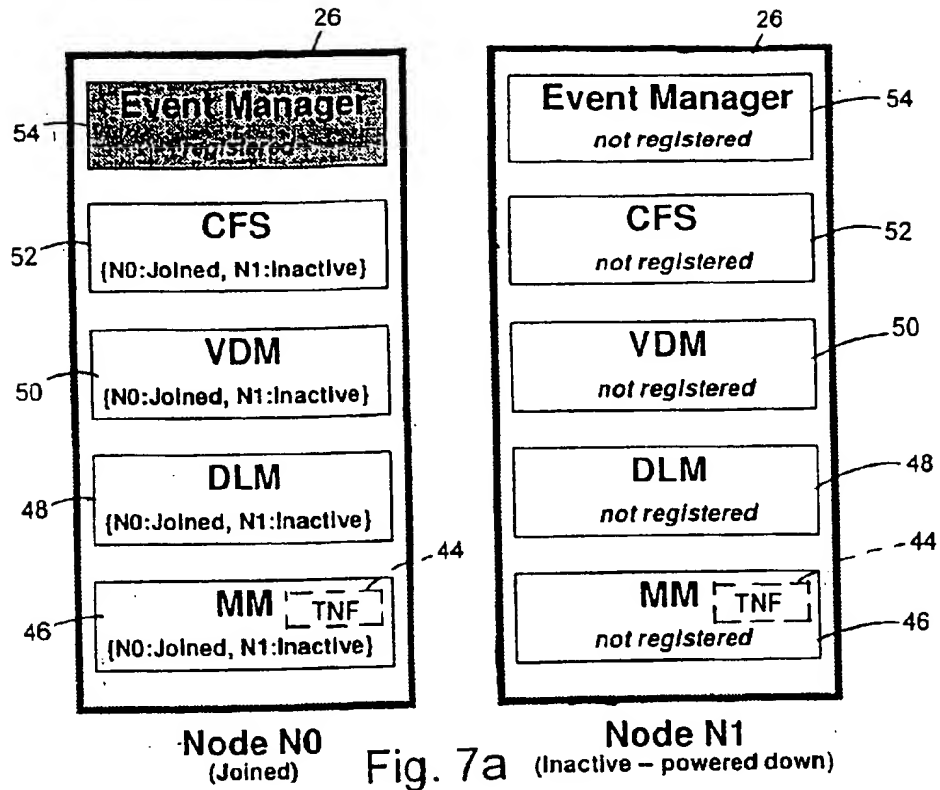 26
Event Manager
registered
54
CFS
{N0:Joined, N1:Inactive}
52
VDM
{N0:Joined, N1:Inactive}
50
DLM
{N0:Joined, N1:Inactive}
48
44
MM
TNF
{N0:Joined, N1:Inactive}
46
Node N0
(Joined)
26
Event Manager
not registered
54
CFS
not registered
52
VDM
not registered
50
DLM
not registered
48
44
MM
TNF
not registered
46
Node N1
(Inactive – powered down)
Fig. 7a